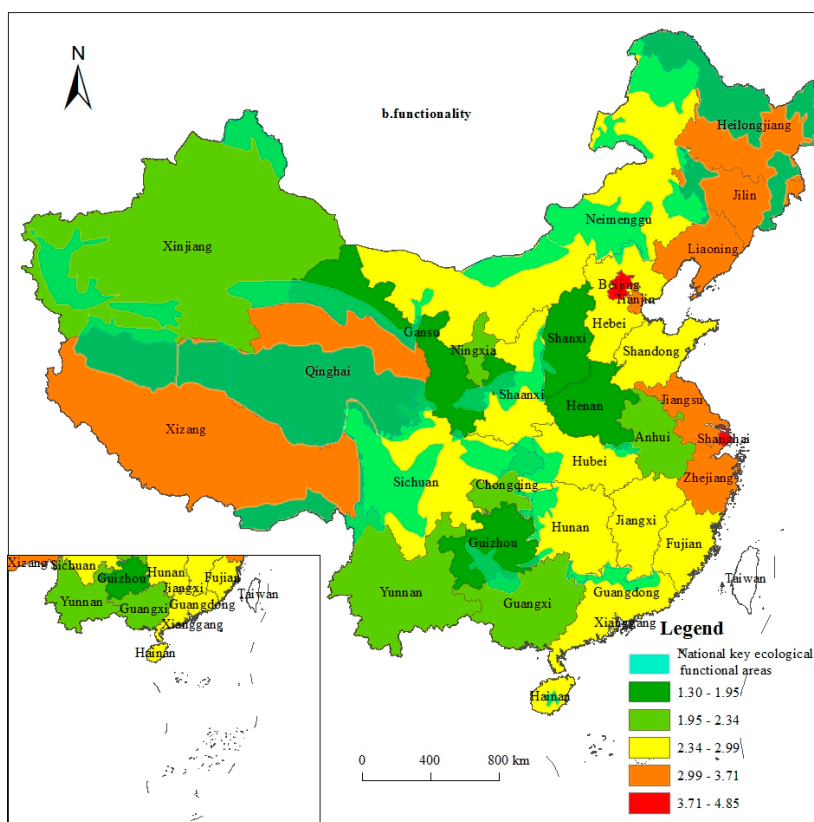 N
b.functionality
Heilongjiang
Jilin
Neimenggu
Liaoning
Xinjiang
Beijing
Tianjin
Hebei
Gansu
Ningxia
Shanxi
Shandong
Qinghai
Shaanxi
Henan
Jiangsu
Xizang
Anhui
Shanghai
Hubei
Zhejiang
Sichuan
Chongqing
Hunan
Jiangxi
Guizhou
Fujian
Taiwan
Yunnan
Guangxi
Guangdong
Xianggang
Hainan
Xizang
Sichuan
Guizhou
Hunan
Fujian
Jiangxi
Taiwan
Yunnan
Guangxi
Guangdong
Xianggang
Hainan
Legend
National key ecological
functional areas
1.30 - 1.95
1.95 - 2.34
2.34 - 2.99
2.99 - 3.71
3.71 - 4.85
0 400 800 km